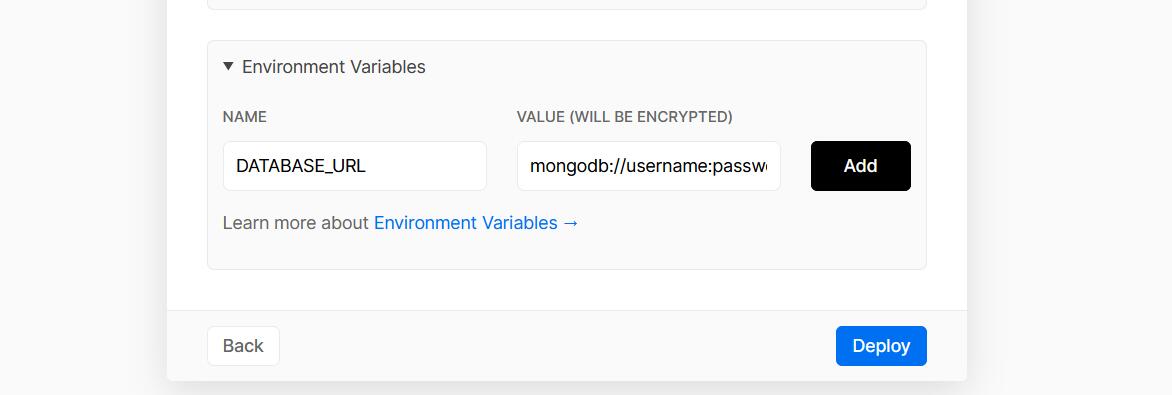 ▼ Environment Variables
NAME VALUE (WILL BE ENCRYPTED)
DATABASE_URL mongodb://username:passw Add
Learn more about Environment Variables →
Back Deploy